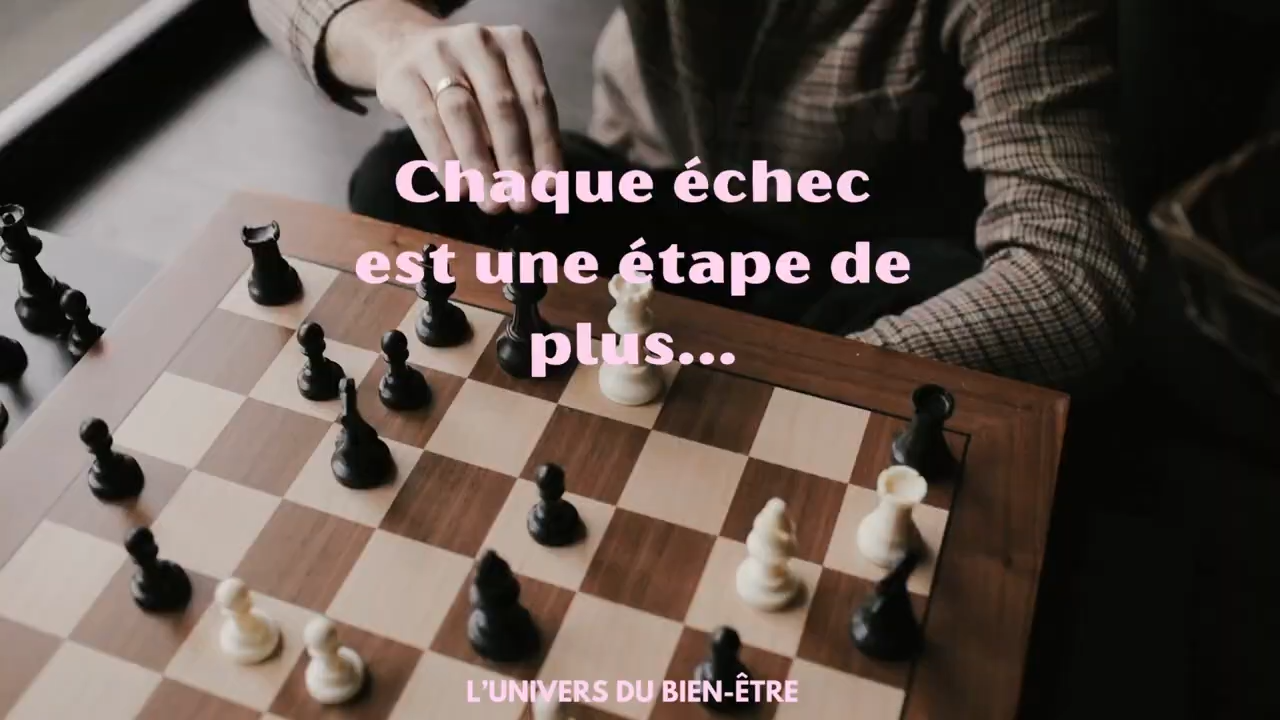 Chaque échec
est une étape de
plus...
L'UNIVERS DU BIEN-ÊTRE